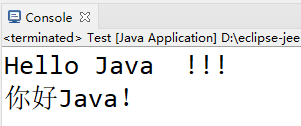 Console
<terminated> Test [Java Application] D:\eclipse-jee
Hello Java  !!!
你好Java!